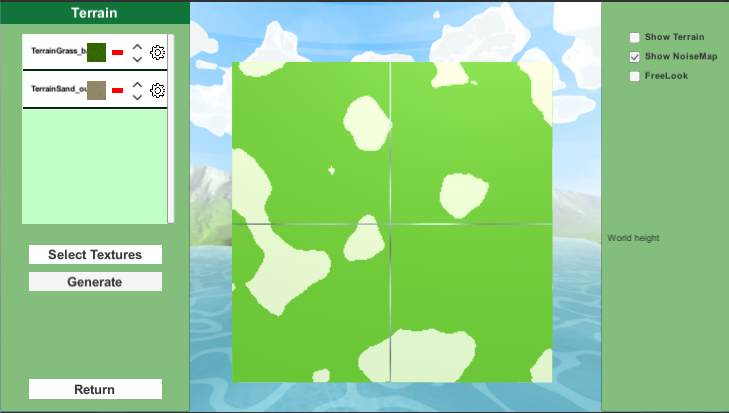 Terrain
TerrainGrass_b
TerrainSand_ou
Select Textures
Generate
Return
Show Terrain
Show NoiseMap
FreeLook
World height